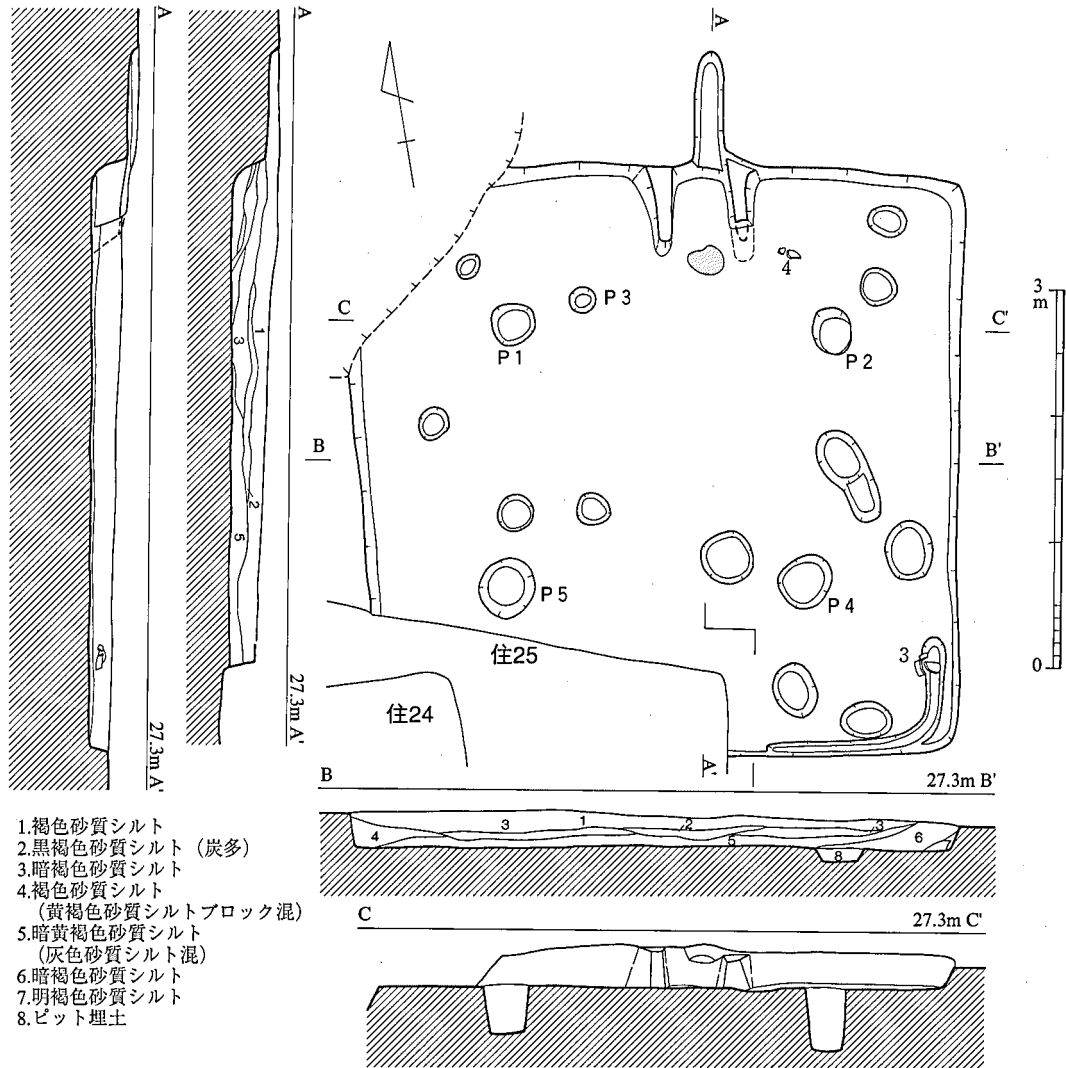 A
A
A
P 3
P 1
P 2
4
C
C'
B
B'
3
m
0
P 5
P 4
3
住25
住24
1
2
3
5
27.3m A'
27.3m A'
A'
B
27.3m B'
4
3
1
2
5
3
6
7
8
C
27.3m C'
1.褐色砂質シルト
2.黒褐色砂質シルト（炭多）
3.暗褐色砂質シルト
4.褐色砂質シルト
（黄褐色砂質シルトブロック混）
5.暗黄褐色砂質シルト
（灰色砂質シルト混）
6.暗褐色砂質シルト
7.明褐色砂質シルト
8.ピット埋土